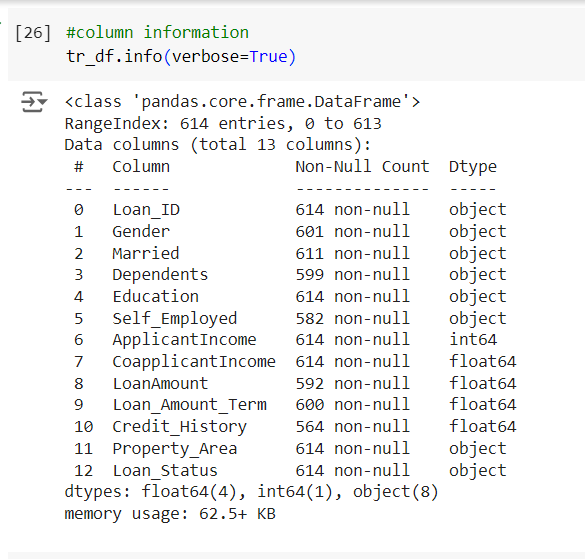 [26] #column information
tr_df.info(verbose=True)
<class 'pandas.core.frame.DataFrame'>
RangeIndex: 614 entries, 0 to 613
Data columns (total 13 columns):
 #   Column             Non-Null Count  Dtype
---  ------             --------------  -----
 0   Loan_ID            614 non-null    object
 1   Gender             601 non-null    object
 2   Married            611 non-null    object
 3   Dependents         599 non-null    object
 4   Education          614 non-null    object
 5   Self_Employed      582 non-null    object
 6   ApplicantIncome    614 non-null    int64
 7   CoapplicantIncome  614 non-null    float64
 8   LoanAmount         592 non-null    float64
 9   Loan_Amount_Term   600 non-null    float64
 10  Credit_History     564 non-null    float64
 11  Property_Area      614 non-null    object
 12  Loan_Status        614 non-null    object
dtypes: float64(4), int64(1), object(8)
memory usage: 62.5+ KB